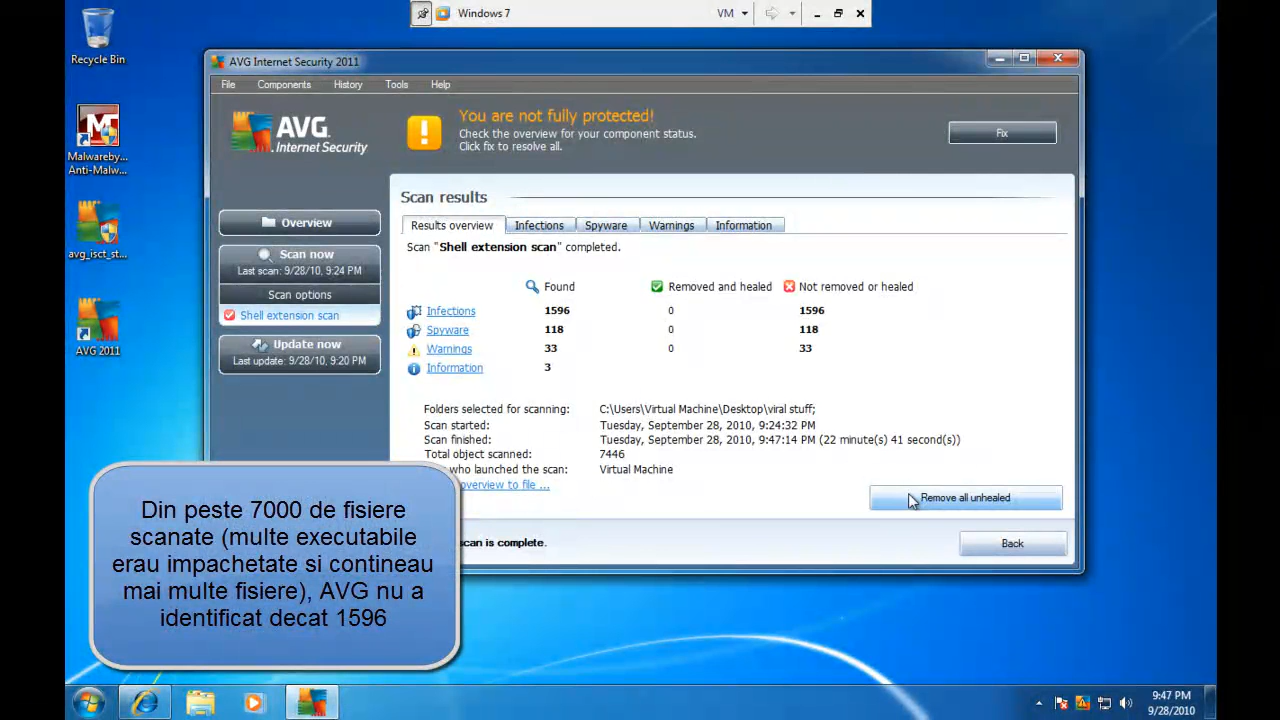 Windows 7
VM
Recycle Bin
AVG Internet Security 2011
File Components History Tools Help
AVG.
Internet Security
You are not fully protected!
Check the overview for your component status.
Click fix to resolve all.
Fix
Malwareby...
Anti-Malw...
avg_isct_st...
AVG 2011
Overview
Scan now
Last scan: 9/28/10, 9:24 PM
Scan options
Shell extension scan
Update now
Last update: 9/28/10, 9:20 PM
Scan results
Results overview Infections Spyware Warnings Information
Scan "Shell extension scan" completed.
Found Removed and healed Not removed or healed
Infections 1596 0 1596
Spyware 118 0 118
Warnings 33 0 33
Information 3
Folders selected for scanning: C:\Users\Virtual Machine\Desktop\viral stuff;
Scan started: Tuesday, September 28, 2010, 9:24:32 PM
Scan finished: Tuesday, September 28, 2010, 9:47:14 PM (22 minute(s) 41 second(s))
Total object scanned: 7446
who launched the scan: Virtual Machine
overview to file ...
Remove all unhealed
scan is complete.
Back
Din peste 7000 de fisiere
scanate (multe executabile
erau impachetate si contineau
mai multe fisiere), AVG nu a
identificat decat 1596
9:47 PM
9/28/2010